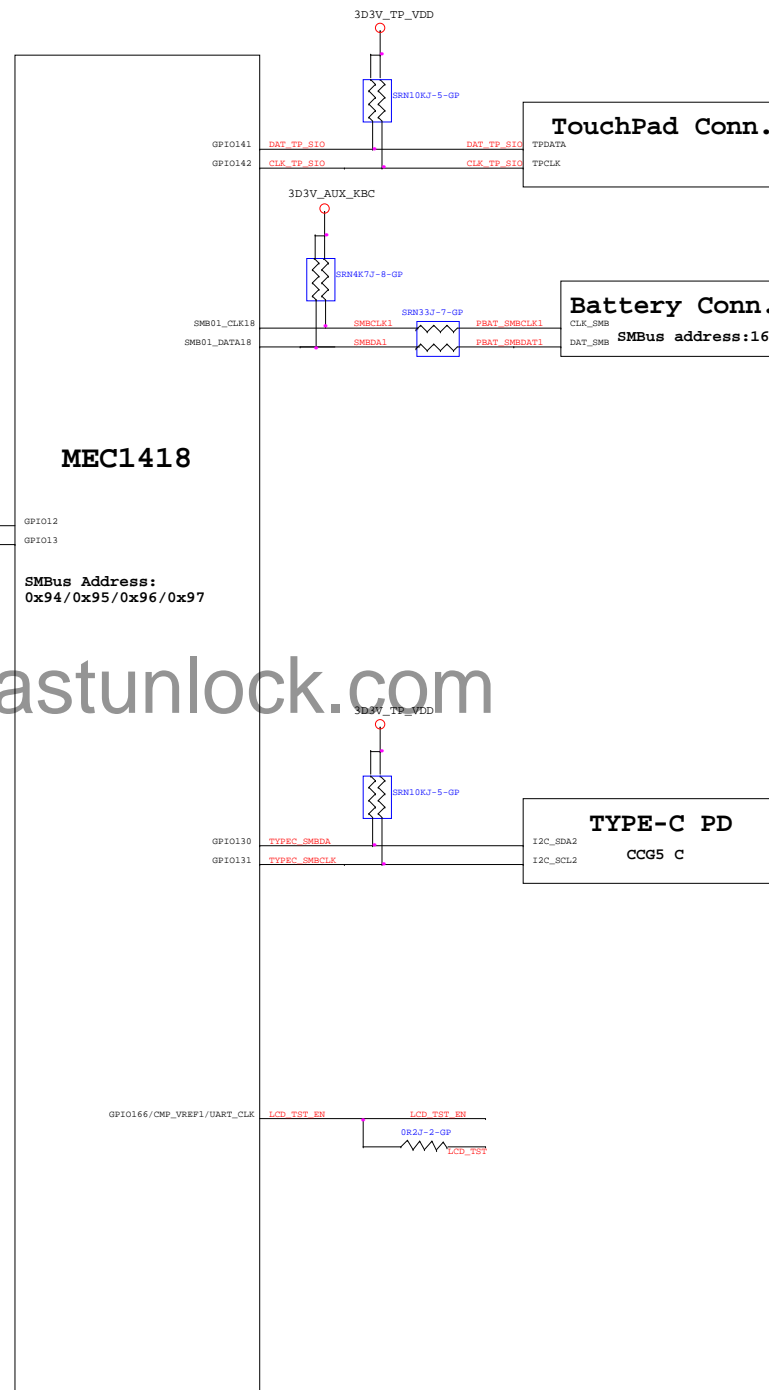 3D3V_TP_VDD
SRN10KJ-5-GP
TouchPad Conn.
GPIO141 DAT_TP_SIO DAT_TP_SIO TPDATA
GPIO142 CLK_TP_SIO CLK_TP_SIO TPCLK
3D3V_AUX_KBC
SRN4K7J-8-GP
SRN33J-7-GP
Battery Conn.
SMB01_CLK18 SMBCLK1 PBAT_SMBCLK1 CLK_SMB
SMBus address:16
SMB01_DATA18 SMBDA1 PBAT_SMBDAT1 DAT_SMB
MEC1418
GPIO12
GPIO13
SMBus Address:
0x94/0x95/0x96/0x97
astunlock.com
3D3V_TP_VDD
SRN10KJ-5-GP
TYPE-C PD
GPIO130 TYPEC_SMBDA I2C_SDA2
CCG5 C
GPIO131 TYPEC_SMBCLK I2C_SCL2
GPIO166/CMP_VREF1/UART_CLK LCD_TST_EN LCD_TST_EN
0R2J-2-GP
LCD_TST